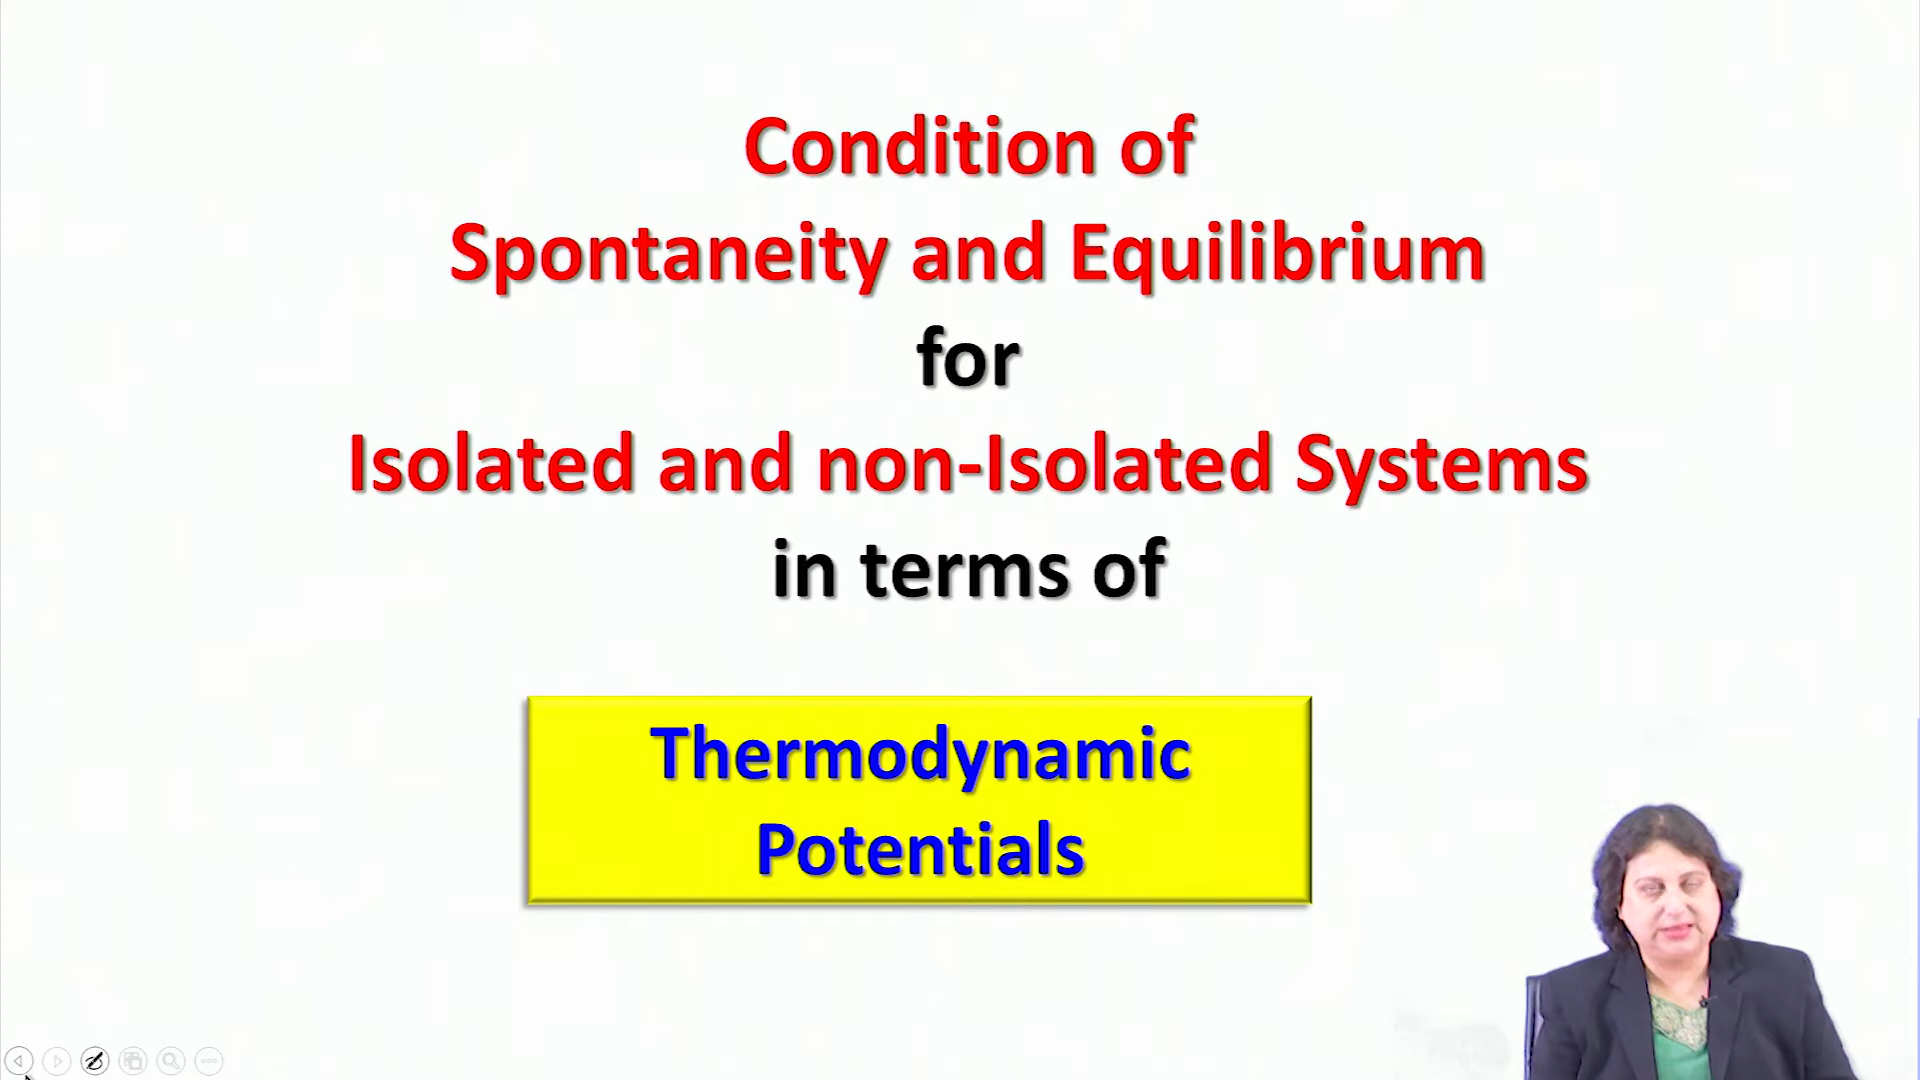 Condition of
Spontaneity and Equilibrium
for
Isolated and non-Isolated Systems
in terms of
Thermodynamic
Potentials